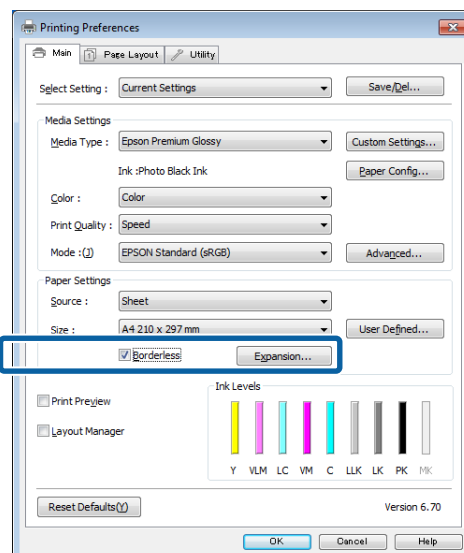 Printing Preferences
Main Page Layout Utility
Select Setting : Current Settings Save/Del...
Media Settings
Media Type : Epson Premium Glossy Custom Settings...
Ink :Photo Black Ink Paper Config...
Color : Color
Print Quality : Speed
Mode :(J) EPSON Standard (sRGB) Advanced...
Paper Settings
Source : Sheet
Size : A4 210 x 297 mm User Defined...
Borderless Expansion...
Print Preview
Ink Levels
Layout Manager
Y VLM LC VM C LLK LK PK MK
Reset Defaults(Y) Version 6.70
OK Cancel Help